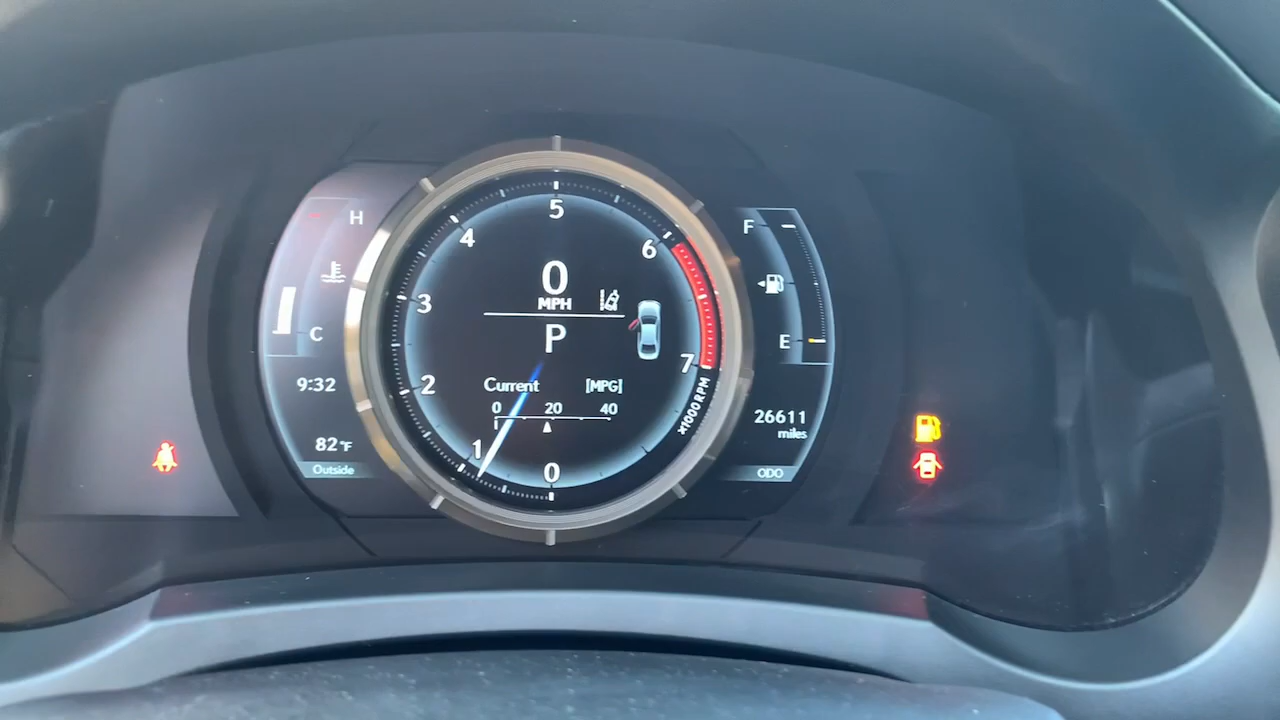 H
C
9:32
82°F
Outside
0
1
2
3
4
5
6
7
x1000RPM
0
MPH
P
Current [MPG]
0 20 40
F
E
26611
miles
ODO